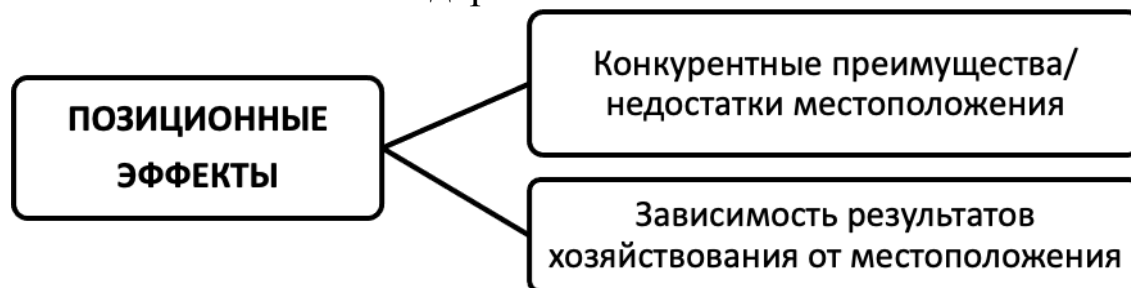 ПОЗИЦИОННЫЕ
ЭФФЕКТЫ
Конкурентные преимущества/
недостатки местоположения
Зависимость результатов
хозяйствования от местоположения